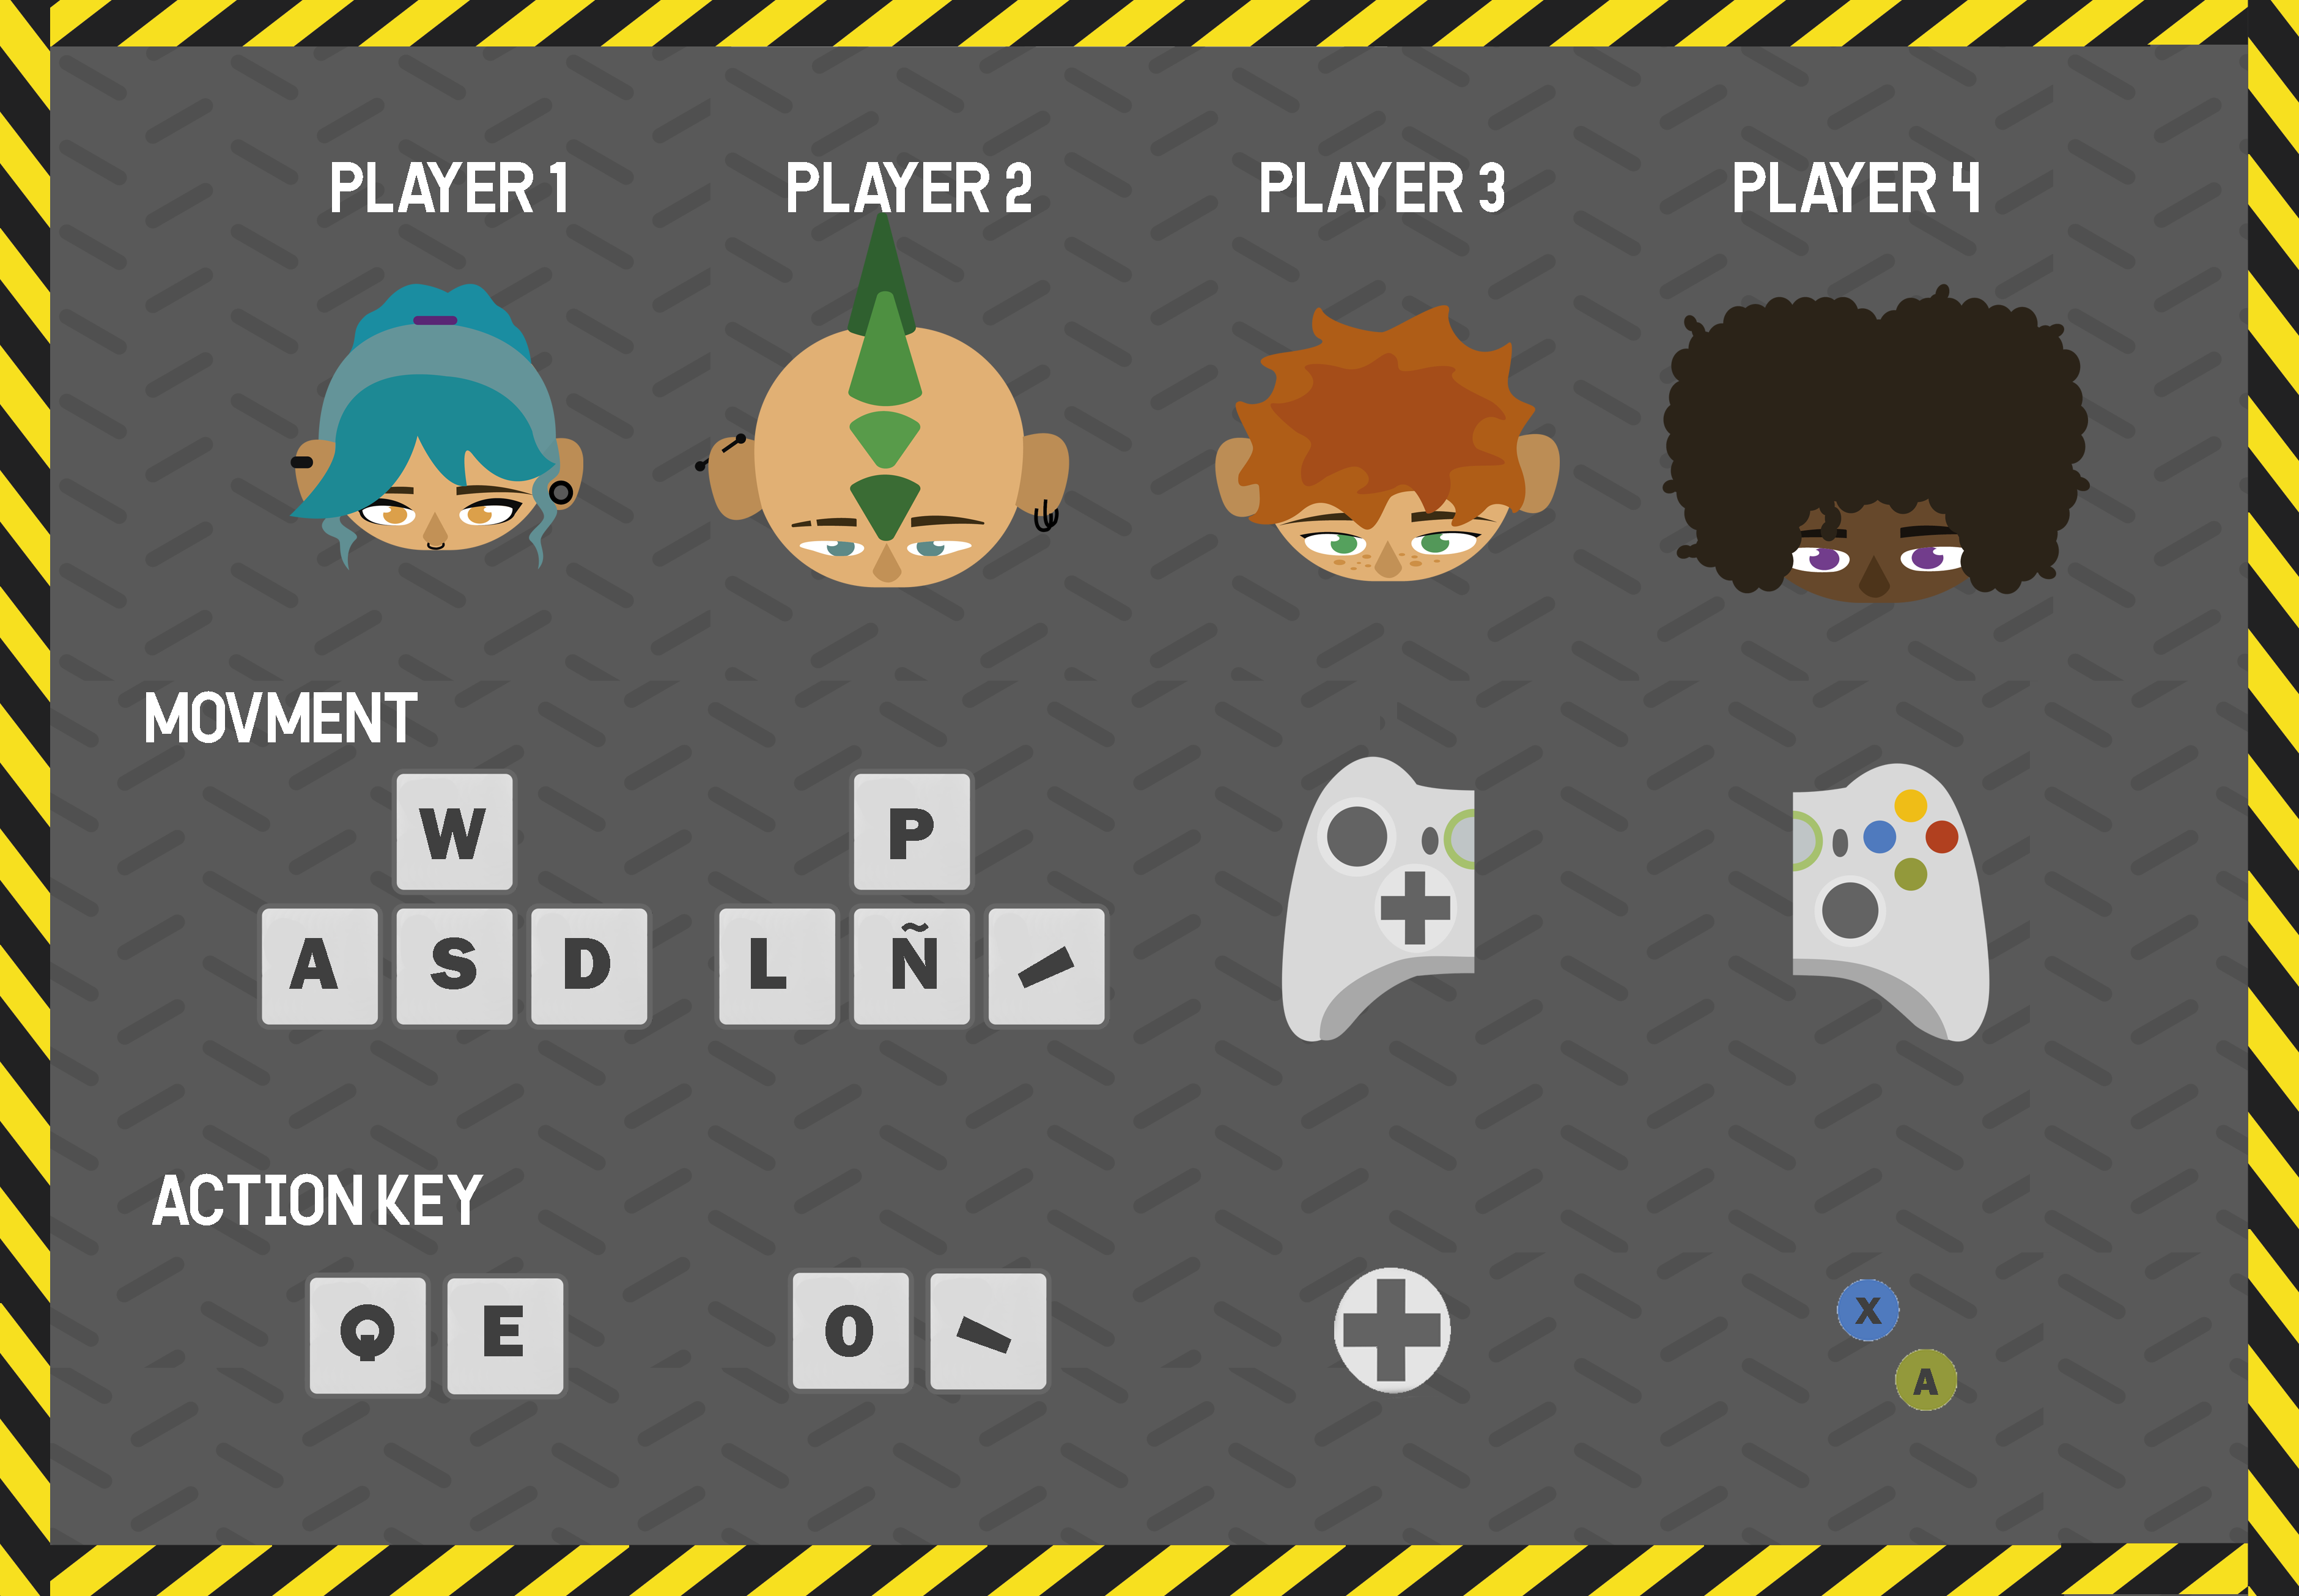 PLAYER 1 PLAYER 2 PLAYER 3 PLAYER 4
MOVMENT
W P
A S D L Ñ ´
ACTION KEY
Q E O `
X
A